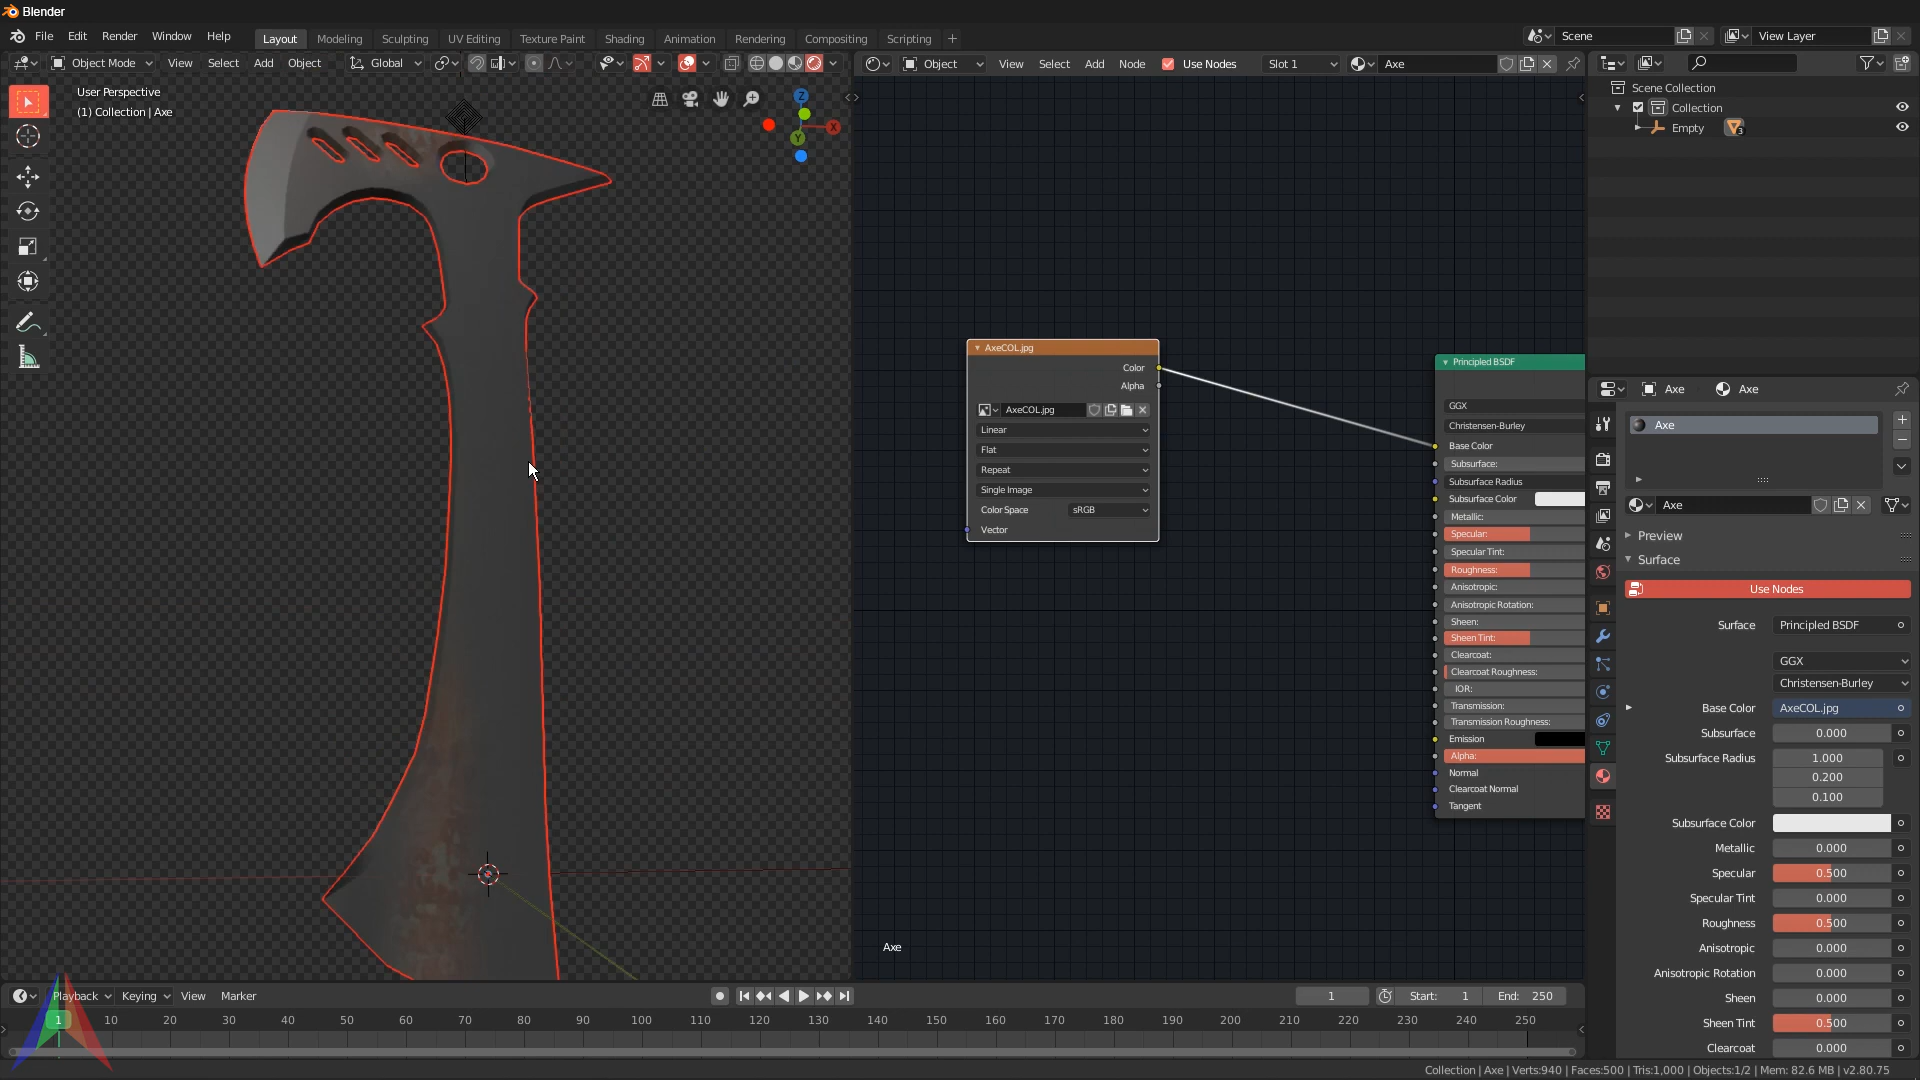 Blender
File Edit Render Window Help
Layout Modeling Sculpting UV Editing Texture Paint Shading Animation Rendering Compositing Scripting +
Scene
View Layer
Object Mode View Select Add Object Global
Object View Select Add Node Use Nodes Slot 1 Axe
User Perspective
(1) Collection | Axe
Z
X
Y
Scene Collection
Collection
Empty
3
AxeCOL.jpg
Color
Alpha
AxeCOL.jpg
Linear
Flat
Repeat
Single Image
Color Space sRGB
Vector
Principled BSDF
GGX
Christensen-Burley
Base Color
Subsurface:
Subsurface Radius
Subsurface Color
Metallic:
Specular:
Specular Tint:
Roughness:
Anisotropic:
Anisotropic Rotation:
Sheen:
Sheen Tint:
Clearcoat:
Clearcoat Roughness:
IOR:
Transmission:
Transmission Roughness:
Emission
Alpha:
Normal
Clearcoat Normal
Tangent
Axe
Axe Axe
Axe
Axe
Preview
Surface
Use Nodes
Surface Principled BSDF
GGX
Christensen-Burley
Base Color AxeCOL.jpg
Subsurface 0.000
Subsurface Radius 1.000
0.200
0.100
Subsurface Color
Metallic 0.000
Specular 0.500
Specular Tint 0.000
Roughness 0.500
Anisotropic 0.000
Anisotropic Rotation 0.000
Sheen 0.000
Sheen Tint 0.500
Clearcoat 0.000
Playback Keying View Marker
1 Start: 1 End: 250
1 10 20 30 40 50 60 70 80 90 100 110 120 130 140 150 160 170 180 190 200 210 220 230 240 250
Collection | Axe | Verts:940 | Faces:500 | Tris:1,000 | Objects:1/2 | Mem: 82.6 MB | v2.80.75